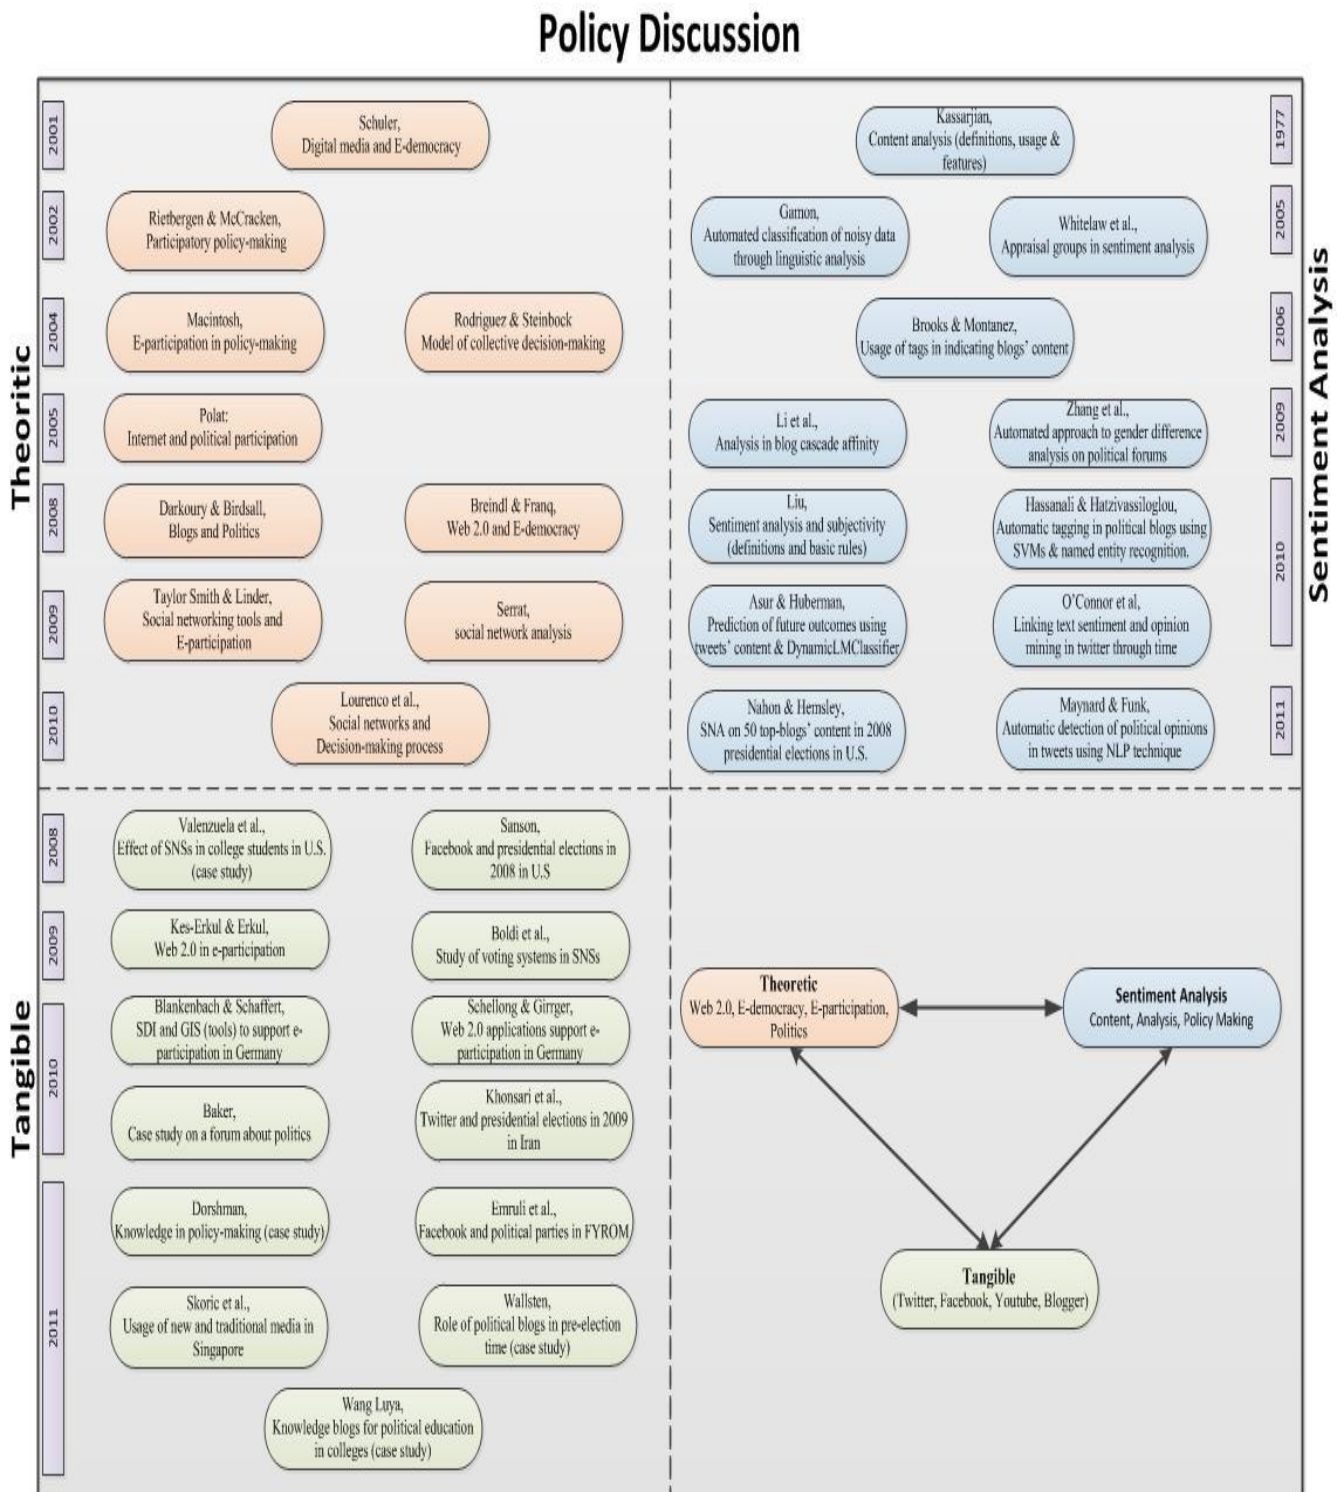 Policy Discussion
Theoritic
2001
Schuler,
Digital media and E-democracy
2002
Rietbergen & McCracken,
Participatory policy-making
2004
Macintosh,
E-participation in policy-making
Rodriguez & Steinbock
Model of collective decision-making
2005
Polat:
Internet and political participation
2008
Darkoury & Birdsall,
Blogs and Politics
Breindl & Franq,
Web 2.0 and E-democracy
2009
Taylor Smith & Linder,
Social networking tools and
E-participation
Serrat,
social network analysis
2010
Lourenco et al.,
Social networks and
Decision-making process
Sentiment Analysis
1977
Kassarjian,
Content analysis (definitions, usage &
features)
2005
Gamon,
Automated classification of noisy data
through linguistic analysis
Whitelaw et al.,
Appraisal groups in sentiment analysis
2006
Brooks & Montanez,
Usage of tags in indicating blogs' content
2009
Li et al.,
Analysis in blog cascade affinity
Zhang et al.,
Automated approach to gender difference
analysis on political forums
2010
Liu,
Sentiment analysis and subjectivity
(definitions and basic rules)
Hassanali & Hatzivassiloglou,
Automatic tagging in political blogs using
SVMs & named entity recognition.
Asur & Huberman,
Prediction of future outcomes using
tweets' content & DynamicLMClassifier
O'Connor et al,
Linking text sentiment and opinion
mining in twitter through time
2011
Nahon & Hemsley,
SNA on 50 top-blogs' content in 2008
presidential elections in U.S.
Maynard & Funk,
Automatic detection of political opinions
in tweets using NLP technique
Tangible
2008
Valenzuela et al.,
Effect of SNSs in college students in U.S.
(case study)
Sanson,
Facebook and presidential elections in
2008 in U.S
2009
Kes-Erkul & Erkul,
Web 2.0 in e-participation
Boldi et al.,
Study of voting systems in SNSs
2010
Blankenbach & Schaffert,
SDI and GIS (tools) to support e-
participation in Germany
Schellong & Girrger,
Web 2.0 applications support e-
participation in Germany
Baker,
Case study on a forum about politics
Khonsari et al.,
Twitter and presidential elections in 2009
in Iran
2011
Dorshman,
Knowledge in policy-making (case study)
Emruli et al.,
Facebook and political parties in FYROM
Skoric et al.,
Usage of new and traditional media in
Singapore
Wallsten,
Role of political blogs in pre-election
time (case study)
Wang Luya,
Knowledge blogs for political education
in colleges (case study)
Theoretic
Web 2.0, E-democracy, E-participation,
Politics
Sentiment Analysis
Content, Analysis, Policy Making
Tangible
(Twitter, Facebook, Youtube, Blogger)